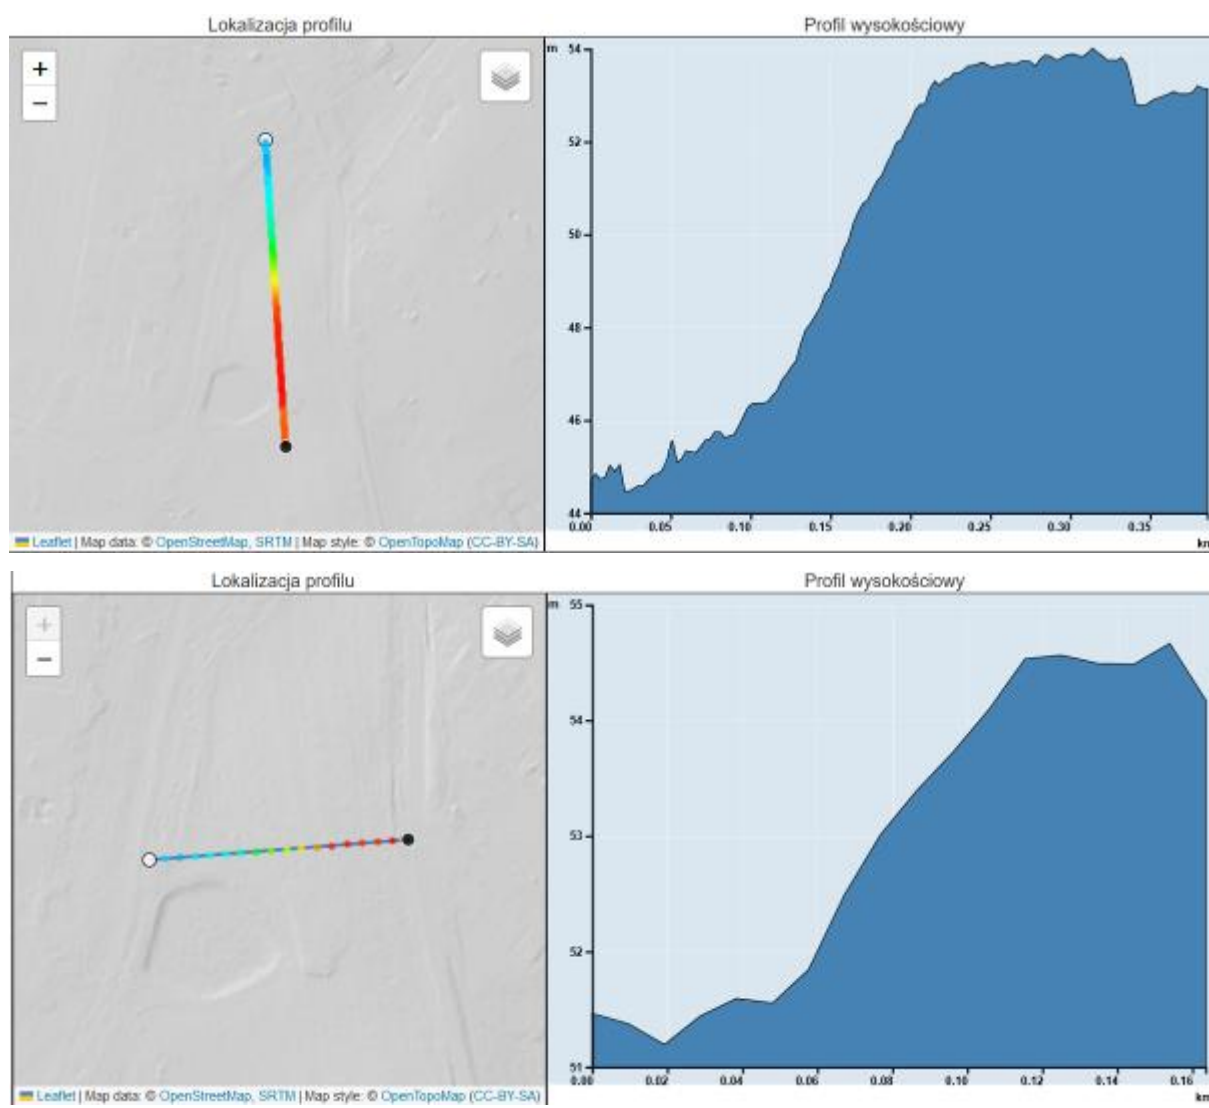 Lokalizacja profilu
Profil wysokościowy
+
−
m 54
52
50
48
46
44
0.00 0.05 0.10 0.15 0.20 0.25 0.30 0.35
km
Leaflet | Map data: © OpenStreetMap, SRTM | Map style: © OpenTopoMap (CC-BY-SA)
Lokalizacja profilu
Profil wysokościowy
+
−
m 55
54
53
52
51
0.00 0.02 0.04 0.06 0.08 0.10 0.12 0.14 0.16
km
Leaflet | Map data: © OpenStreetMap, SRTM | Map style: © OpenTopoMap (CC-BY-SA)